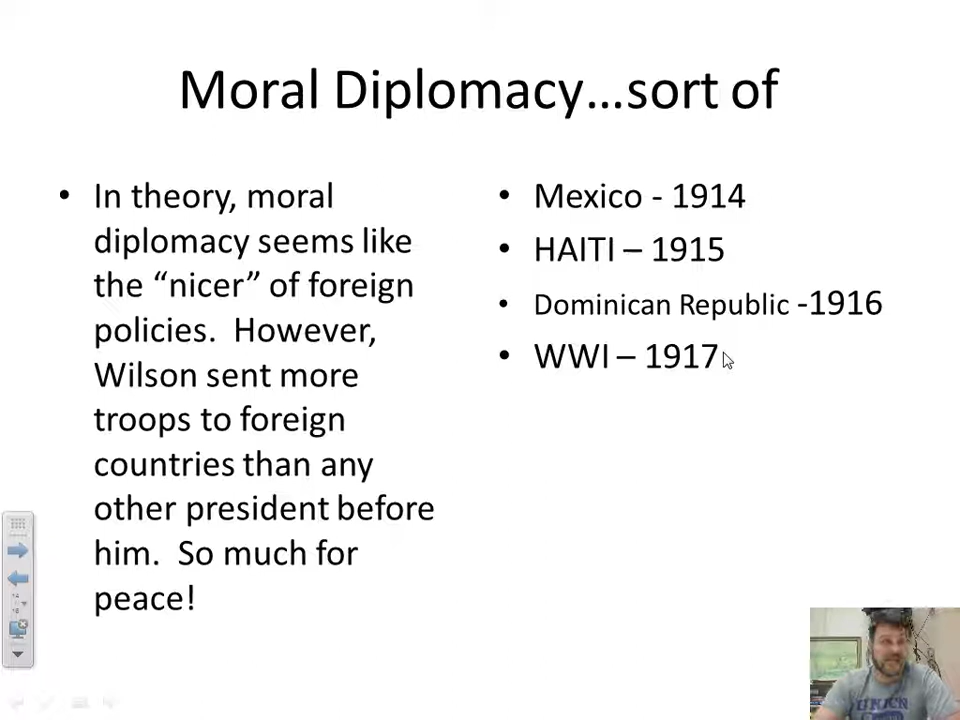 Moral Diplomacy…sort of
• In theory, moral
diplomacy seems like
the “nicer” of foreign
policies. However,
Wilson sent more
troops to foreign
countries than any
other president before
him. So much for
peace!
• Mexico - 1914
• HAITI – 1915
• Dominican Republic -1916
• WWI – 1917